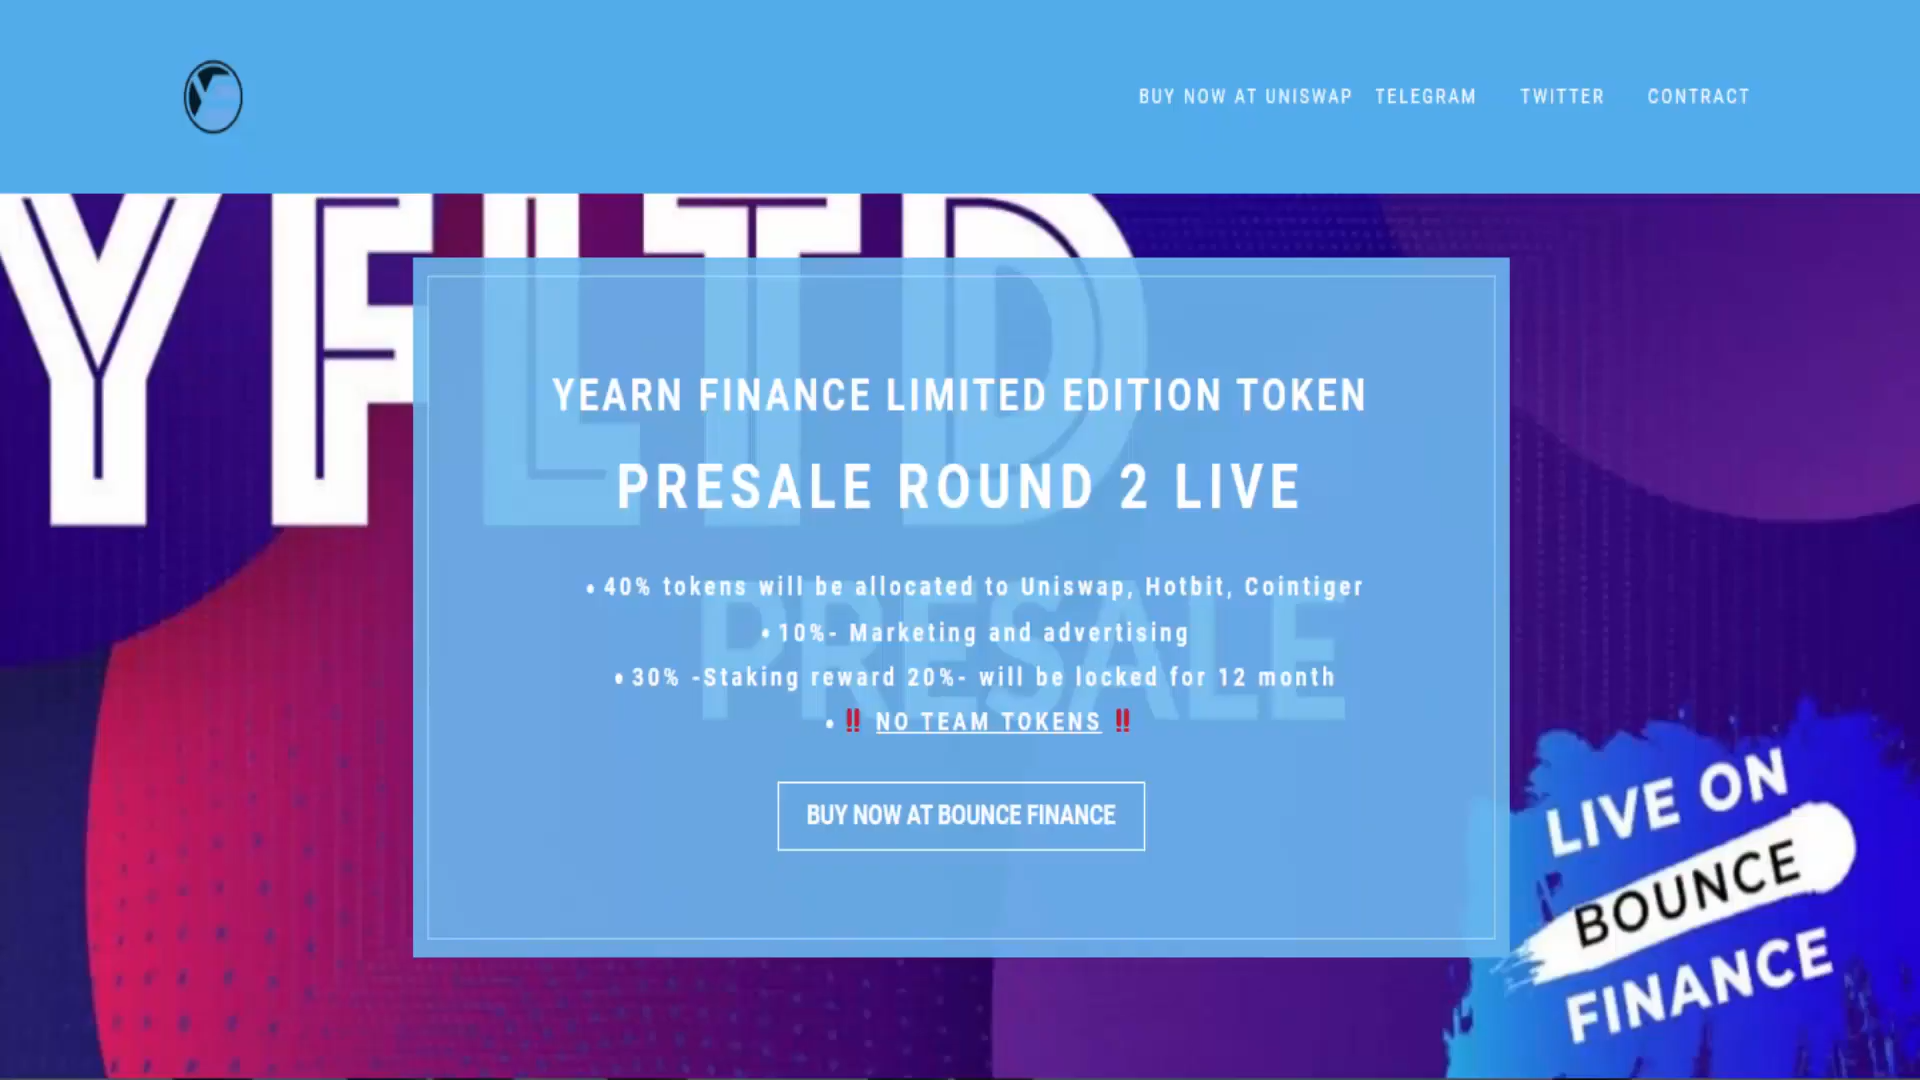 BUY NOW AT UNISWAP TELEGRAM TWITTER CONTRACT
YFLTD
YEARN FINANCE LIMITED EDITION TOKEN
PRESALE ROUND 2 LIVE
• 40% tokens will be allocated to Uniswap, Hotbit, Cointiger
• 10%- Marketing and advertising
• 30% -Staking reward 20%- will be locked for 12 month
• ‼ NO TEAM TOKENS ‼
PRESALE
BUY NOW AT BOUNCE FINANCE
LIVE ON
BOUNCE
FINANCE